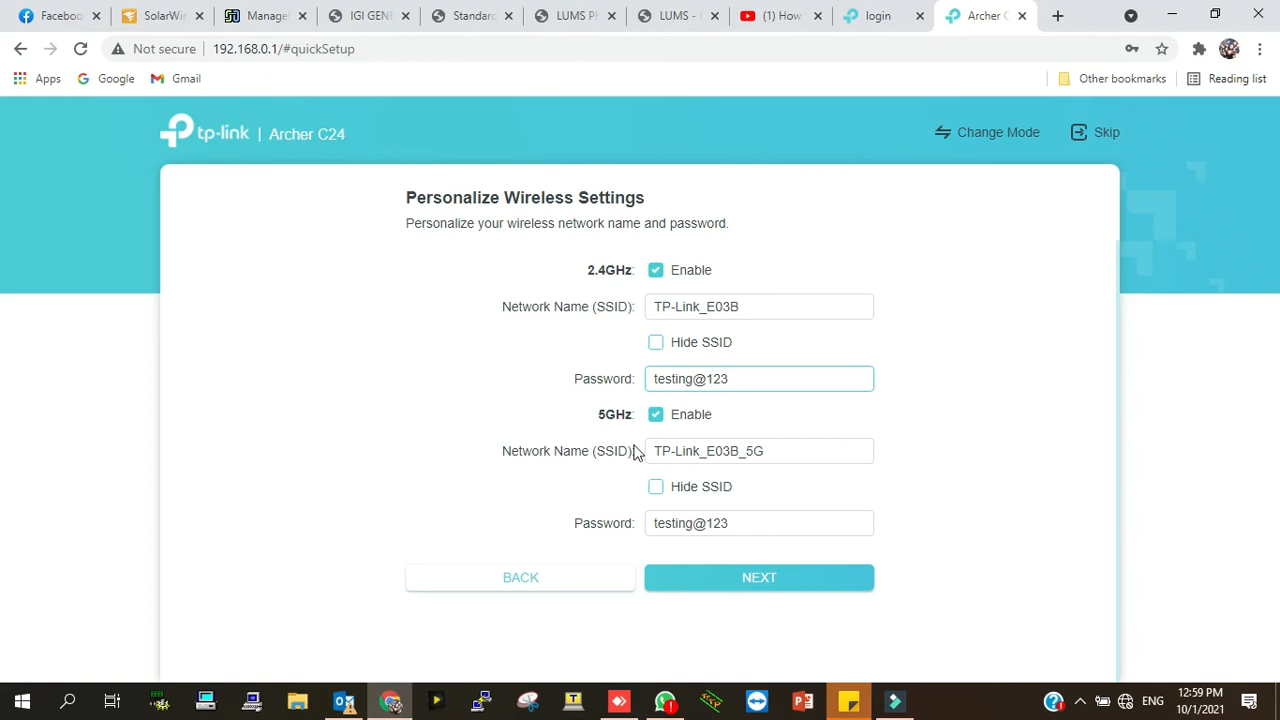 Faceboo
SolarWin
ManageE
IGI GENE
Standard
LUMS Ph
LUMS -
(1) How
login
Archer C
Not secure
192.168.0.1/#quickSetup
Apps
Google
Gmail
Other bookmarks
Reading list
tp-link | Archer C24
Change Mode
Skip
Personalize Wireless Settings
Personalize your wireless network name and password.
2.4GHz: Enable
Network Name (SSID): TP-Link_E03B
Hide SSID
Password: testing@123
5GHz: Enable
Network Name (SSID): TP-Link_E03B_5G
Hide SSID
Password: testing@123
BACK
NEXT
ENG
12:59 PM
10/1/2021